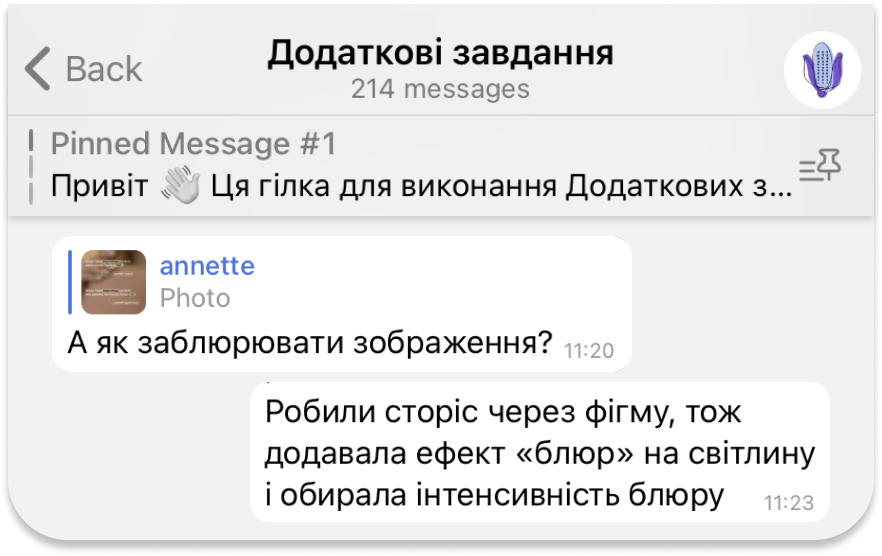 Додаткові завдання
Back
214 messages
Pinned Message #1
Привіт 👋 Ця гілка для виконання Додаткових з...
annette
Photo
А як заблюрювати зображення? 11:20
Робили сторіс через фігму, тож
додавала ефект «блюр» на світлину
і обирала інтенсивність блюру 11:23